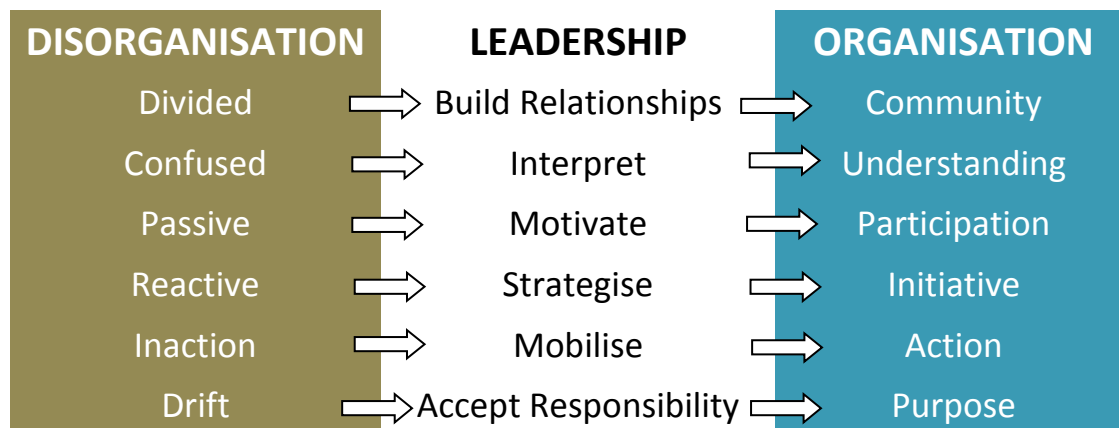 DISORGANISATION LEADERSHIP ORGANISATION
Divided Build Relationships Community
Confused Interpret Understanding
Passive Motivate Participation
Reactive Strategise Initiative
Inaction Mobilise Action
Drift Accept Responsibility Purpose